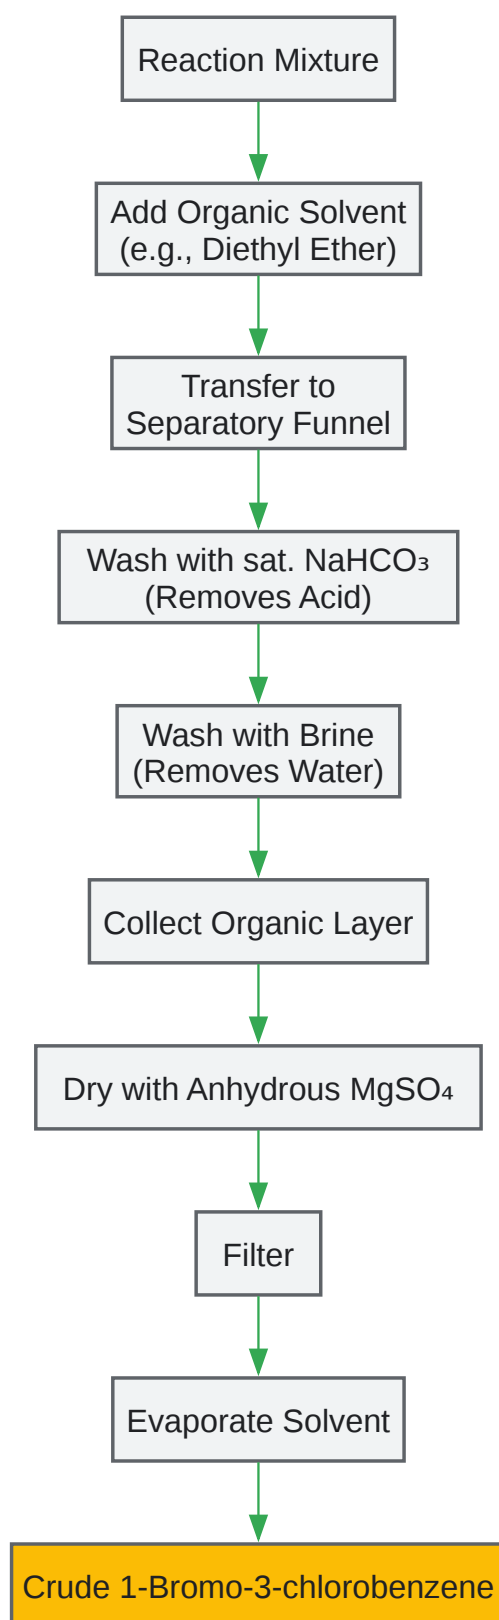 Reaction Mixture
Add Organic Solvent
(e.g., Diethyl Ether)
Transfer to
Separatory Funnel
Wash with sat. NaHCO₃
(Removes Acid)
Wash with Brine
(Removes Water)
Collect Organic Layer
Dry with Anhydrous MgSO₄
Filter
Evaporate Solvent
Crude 1-Bromo-3-chlorobenzene